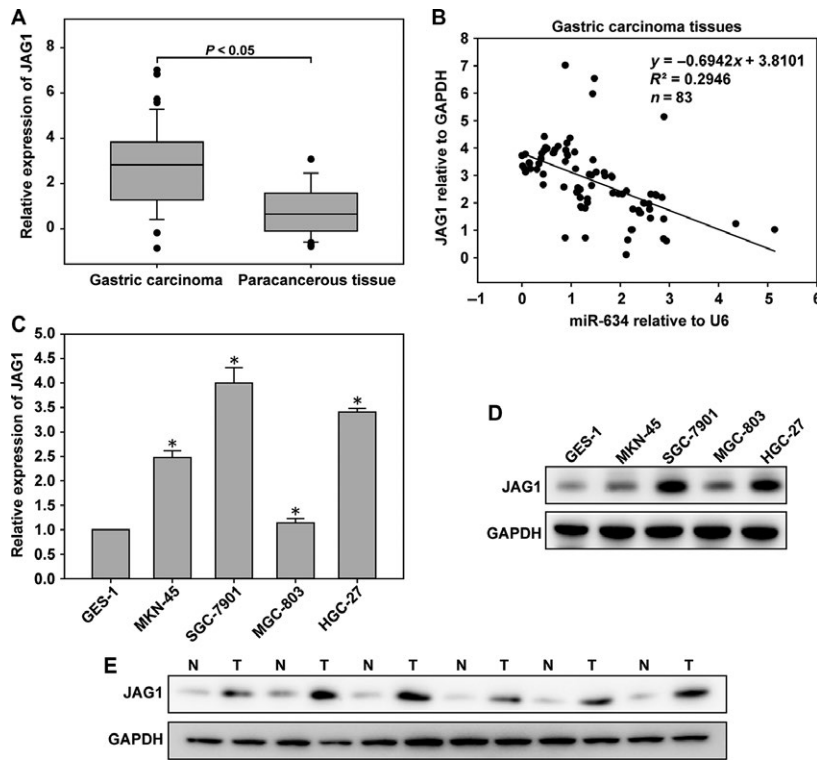 A
Relative expression of JAG1
8
6
4
2
0
P < 0.05
Gastric carcinoma
Paracancerous tissue
B
Gastric carcinoma tissues
JAG1 relative to GAPDH
8
7
6
5
4
3
2
1
0
y = –0.6942x + 3.8101
R² = 0.2946
n = 83
–1 0 1 2 3 4 5 6
miR-634 relative to U6
C
Relative expression of JAG1
5.0
4.5
4.0
3.5
3.0
2.5
2.0
1.5
1.0
0.5
0.0
* * * *
GES-1
MKN-45
SGC-7901
MGC-803
HGC-27
D
GES-1
MKN-45
SGC-7901
MGC-803
HGC-27
JAG1
GAPDH
E
N T N T N T N T N T N T
JAG1
GAPDH